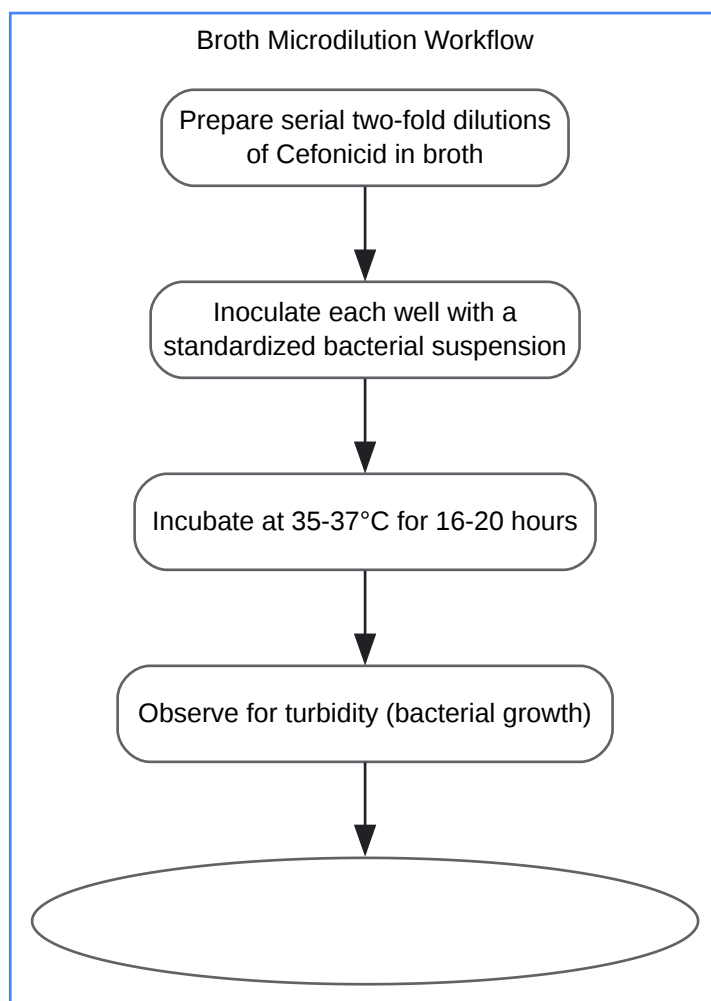 Broth Microdilution Workflow
Prepare serial two-fold dilutions
of Cefonicid in broth
Inoculate each well with a
standardized bacterial suspension
Incubate at 35-37°C for 16-20 hours
Observe for turbidity (bacterial growth)